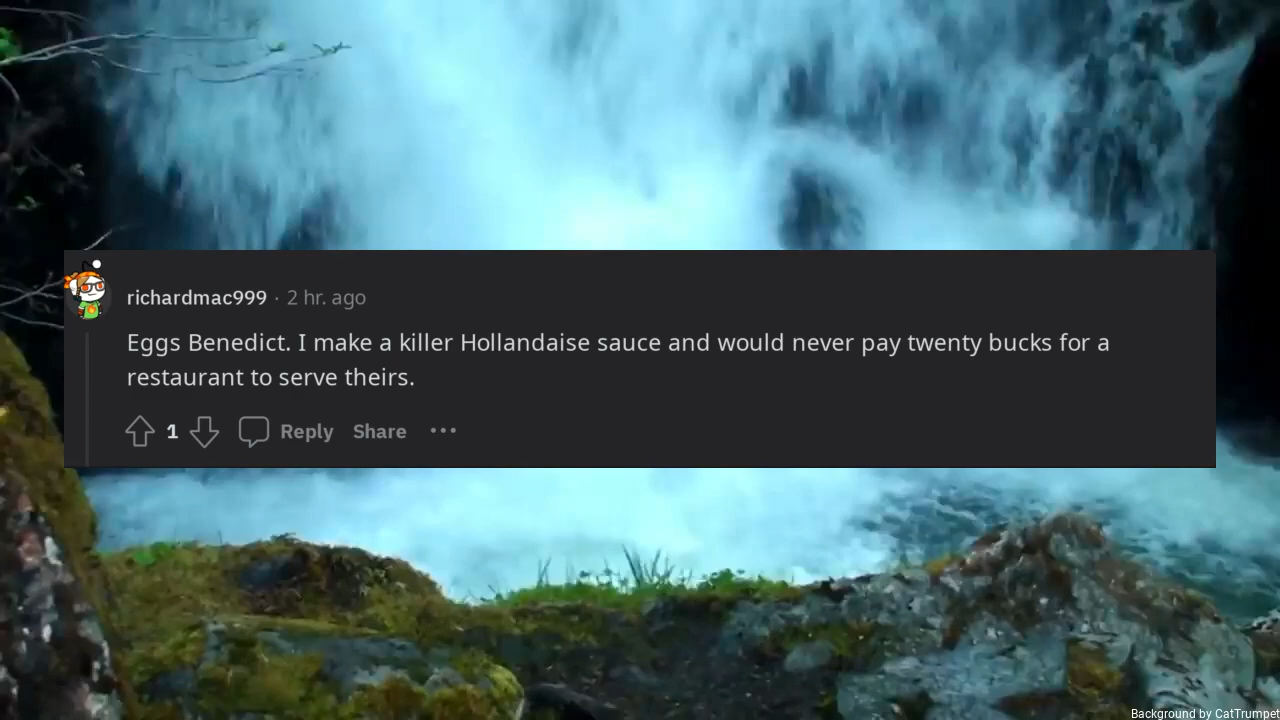 richardmac999 · 2 hr. ago
Eggs Benedict. I make a killer Hollandaise sauce and would never pay twenty bucks for a
restaurant to serve theirs.
1 Reply Share ···
Background by CatTrumpet